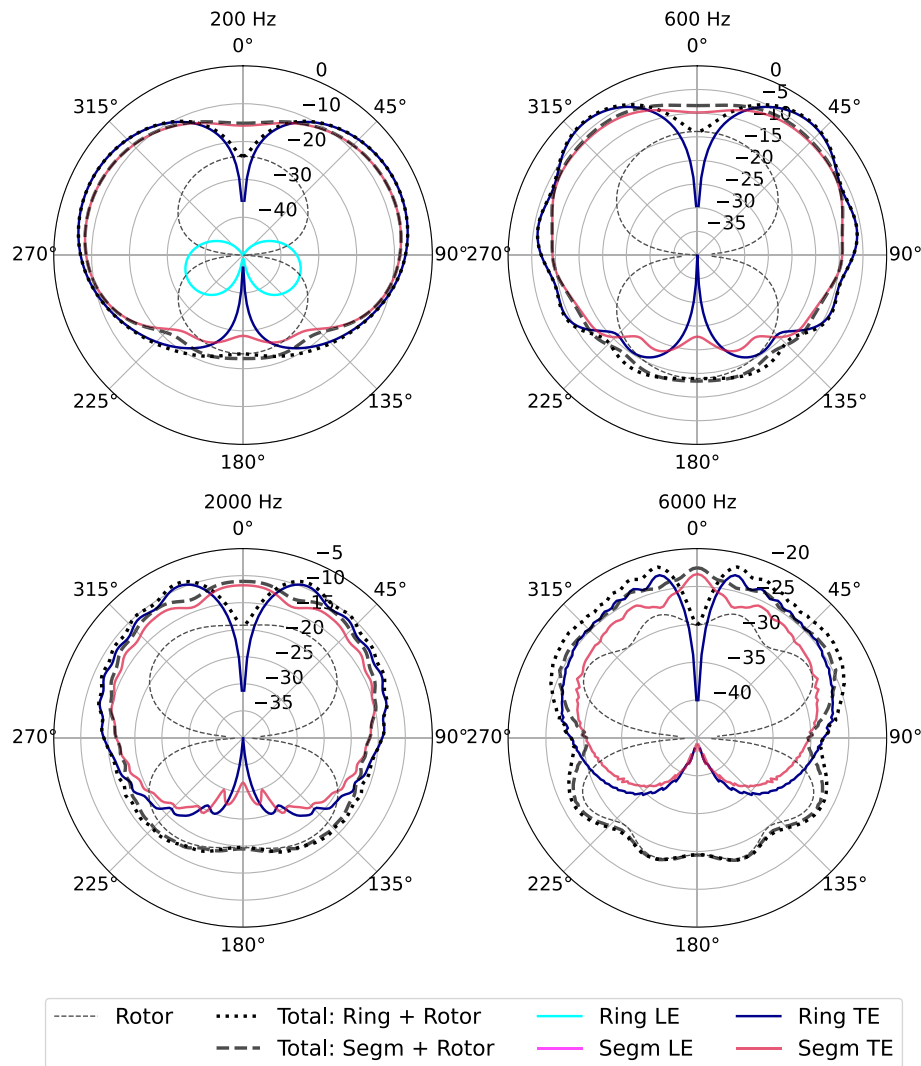 200 Hz 600 Hz
0° 0°
0 0
315° −10 45° 315° −5 45°
−10
−20 −15
−30 −20
−25
−40 −30
−35
270° 90° 270° 90°
225° 135° 225° 135°
180° 180°
2000 Hz 6000 Hz
0° 0°
−5 −20
315° −10 45° 315° −25 45°
−15
−20 −30
−25
−30 −35
−35 −40
270° 90° 270° 90°
225° 135° 225° 135°
180° 180°
Rotor Total: Ring + Rotor Ring LE Ring TE
Total: Segm + Rotor Segm LE Segm TE